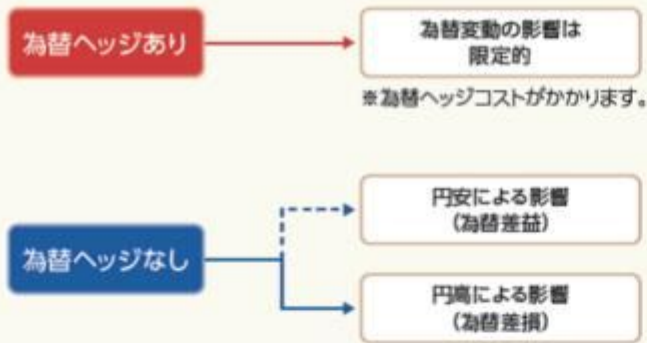 為替ヘッジあり
為替変動の影響は
限定的
※為替ヘッジコストがかかります。
為替ヘッジなし
円安による影響
(為替差益)
円高による影響
(為替差損)